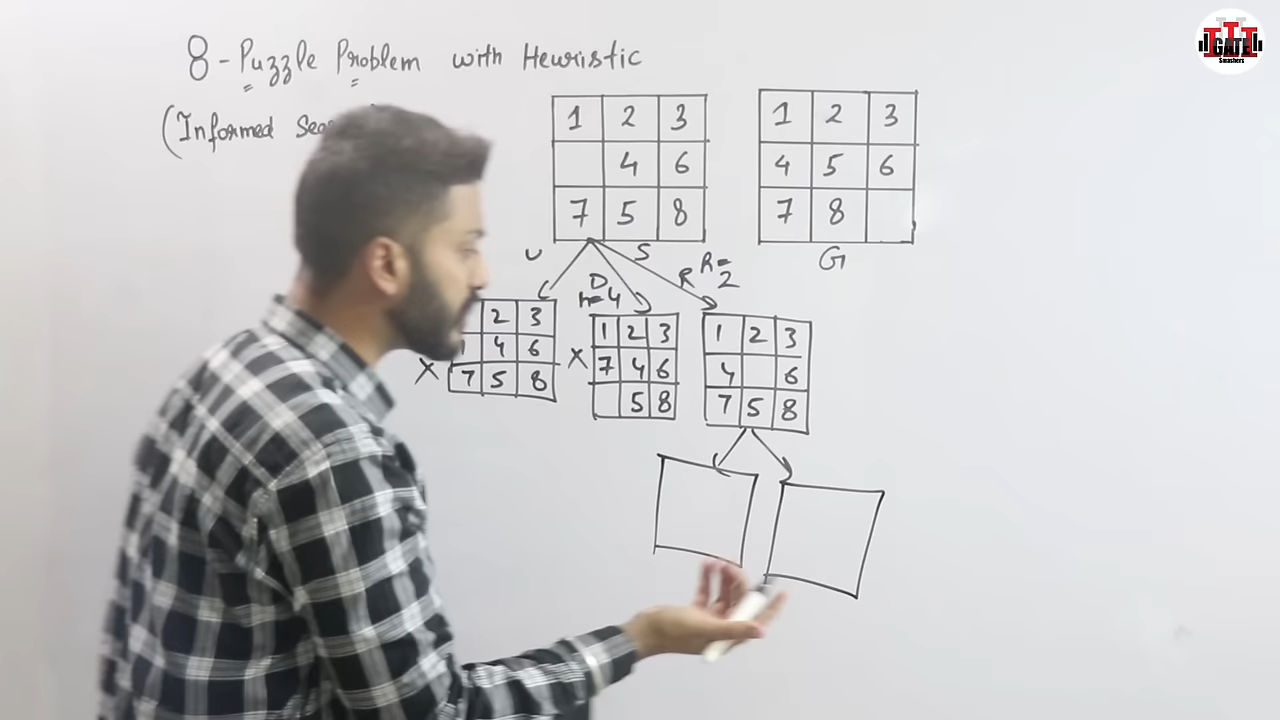 8-Puzzle Problem with Heuristic
(Informed
1 2 3
4 6
7 5 8
S
1 2 3
4 5 6
7 8
G
U
D
h=4
R
h=2
2 3
4 6
7 5 8
X
1 2 3
7 4 6
5 8
X
1 2 3
4 6
7 5 8
GATE
Smashers